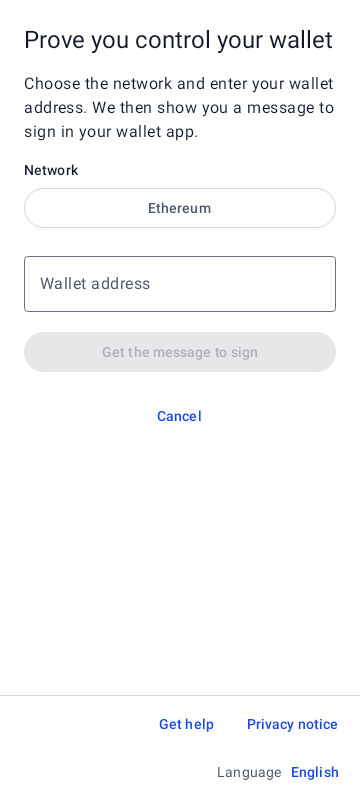 Prove you control your wallet
Choose the network and enter your wallet
address. We then show you a message to
sign in your wallet app.
Network
Ethereum
Wallet address
Get the message to sign
Cancel
Get help Privacy notice
Language English